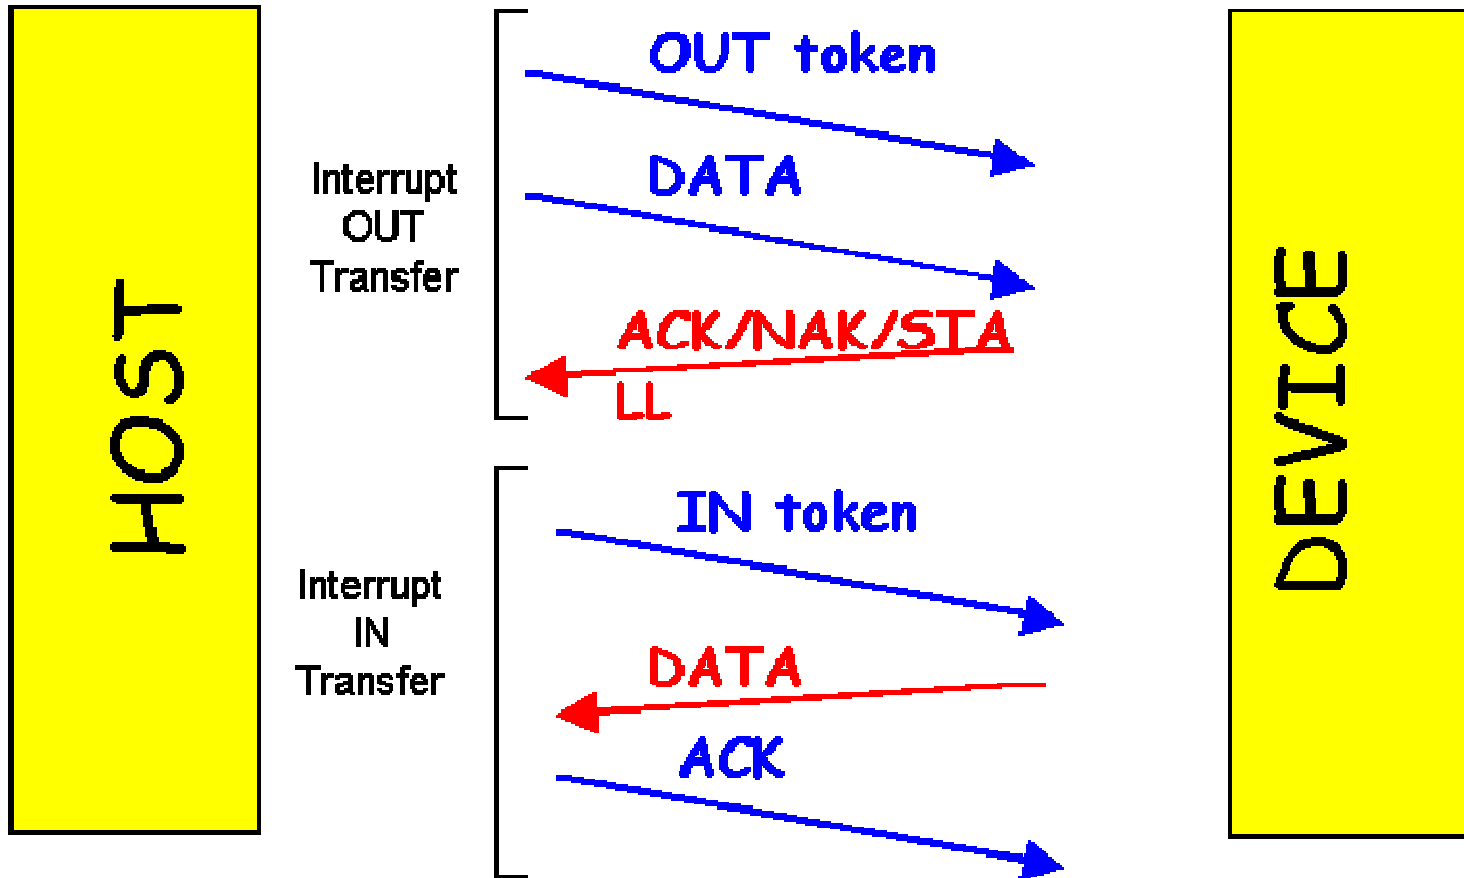 HOST
Interrupt
OUT
Transfer
OUT token
DATA
ACK/NAK/STA
LL
Interrupt
IN
Transfer
IN token
DATA
ACK
DEVICE